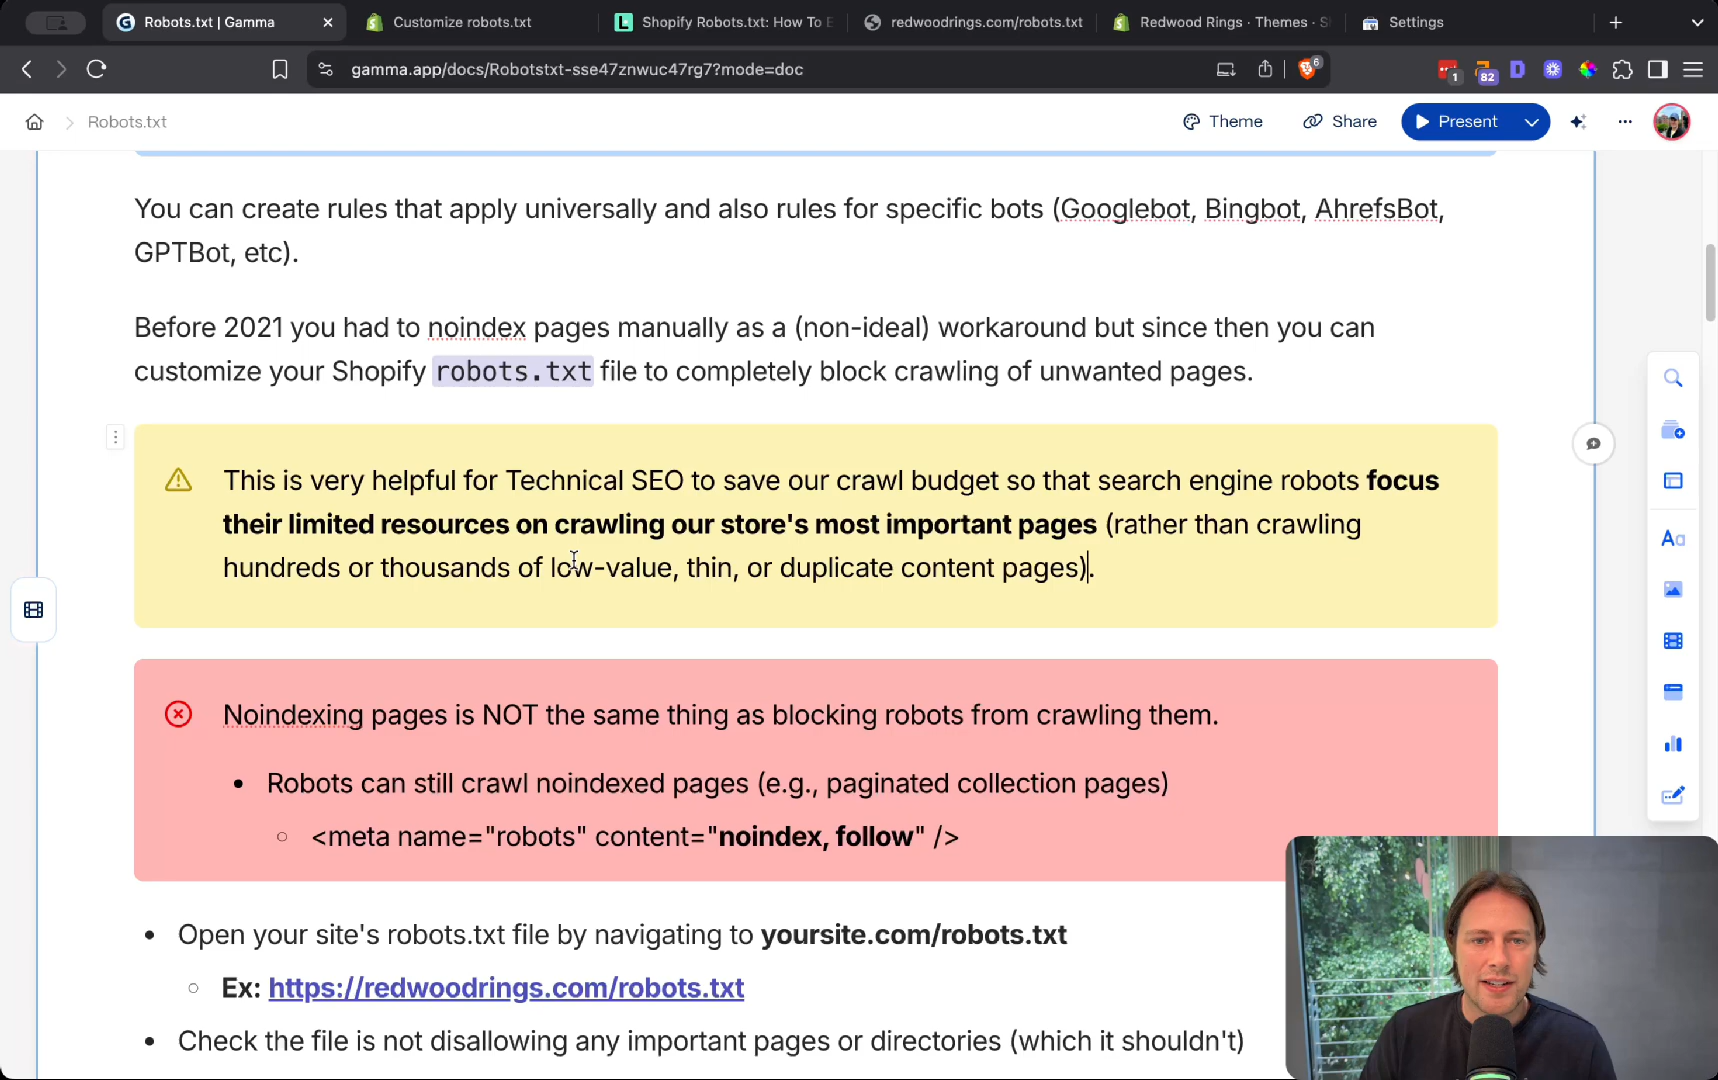 Robots.txt | Gamma
Customize robots.txt
Shopify Robots.txt: How To E
redwoodrings.com/robots.txt
Redwood Rings · Themes · S
Settings
gamma.app/docs/Robotstxt-sse47znwuc47rg7?mode=doc
6
1
82
Robots.txt
Theme
Share
Present
You can create rules that apply universally and also rules for specific bots (Googlebot, Bingbot, AhrefsBot,
GPTBot, etc).
Before 2021 you had to noindex pages manually as a (non-ideal) workaround but since then you can
customize your Shopify robots.txt file to completely block crawling of unwanted pages.
This is very helpful for Technical SEO to save our crawl budget so that search engine robots focus
their limited resources on crawling our store's most important pages (rather than crawling
hundreds or thousands of low-value, thin, or duplicate content pages).
Noindexing pages is NOT the same thing as blocking robots from crawling them.
• Robots can still crawl noindexed pages (e.g., paginated collection pages)
○ <meta name="robots" content="noindex, follow" />
• Open your site's robots.txt file by navigating to yoursite.com/robots.txt
○ Ex: https://redwoodrings.com/robots.txt
• Check the file is not disallowing any important pages or directories (which it shouldn't)
Aa